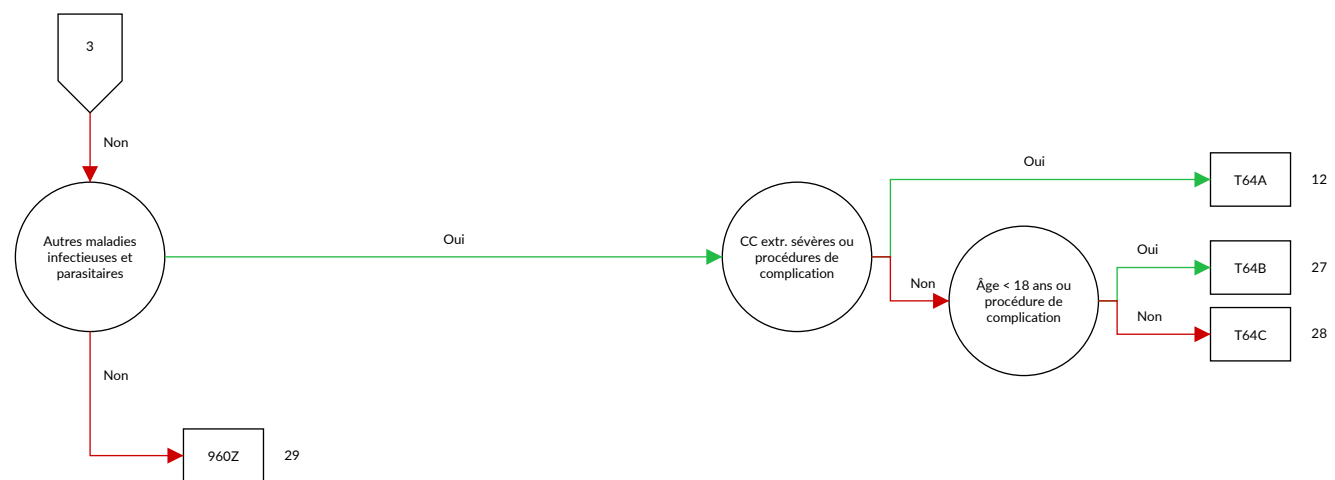 3
Non
Autres maladies
infectieuses et
parasitaires
Oui
CC extr. sévères ou
procédures de
complication
Oui
T64A
12
Non
Âge < 18 ans ou
procédure de
complication
Oui
T64B
27
Non
T64C
28
Non
960Z
29